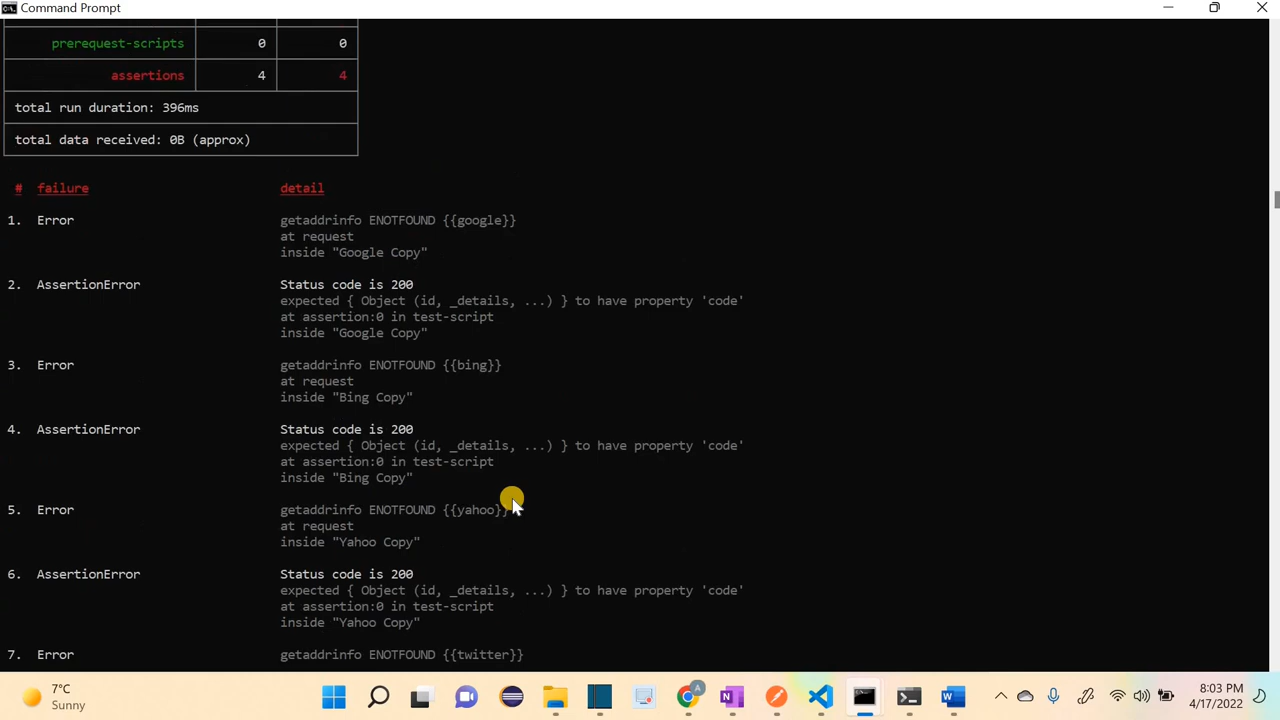 Command Prompt
prerequest-scripts 0 0
assertions 4 4
total run duration: 396ms
total data received: 0B (approx)
# failure detail
1. Error getaddrinfo ENOTFOUND {{google}}
at request
inside "Google Copy"
2. AssertionError Status code is 200
expected { Object (id, _details, ...) } to have property 'code'
at assertion:0 in test-script
inside "Google Copy"
3. Error getaddrinfo ENOTFOUND {{bing}}
at request
inside "Bing Copy"
4. AssertionError Status code is 200
expected { Object (id, _details, ...) } to have property 'code'
at assertion:0 in test-script
inside "Bing Copy"
5. Error getaddrinfo ENOTFOUND {{yahoo}}
at request
inside "Yahoo Copy"
6. AssertionError Status code is 200
expected { Object (id, _details, ...) } to have property 'code'
at assertion:0 in test-script
inside "Yahoo Copy"
7. Error getaddrinfo ENOTFOUND {{twitter}}
7°C
Sunny
A
8:03 PM
4/17/2022